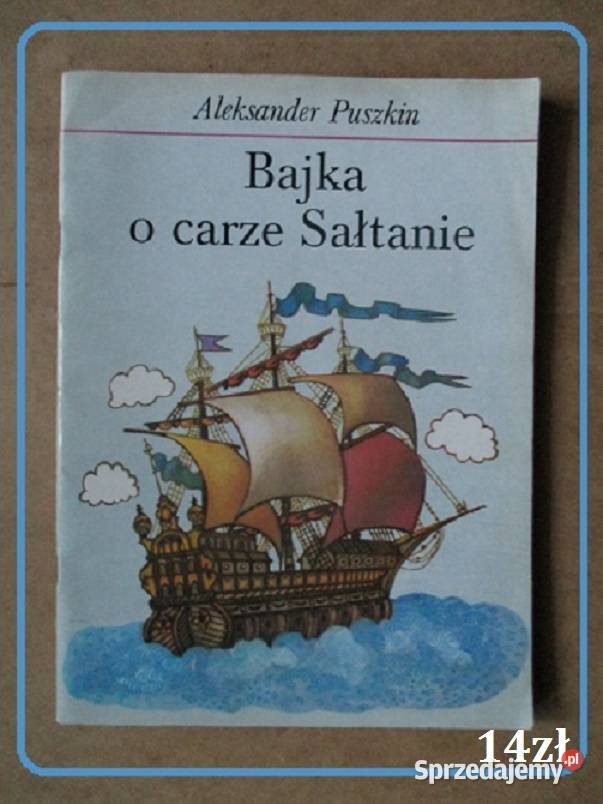 Aleksander Puszkin
Bajka
o carze Sałtanie
14zł
Sprzedajemy.pl